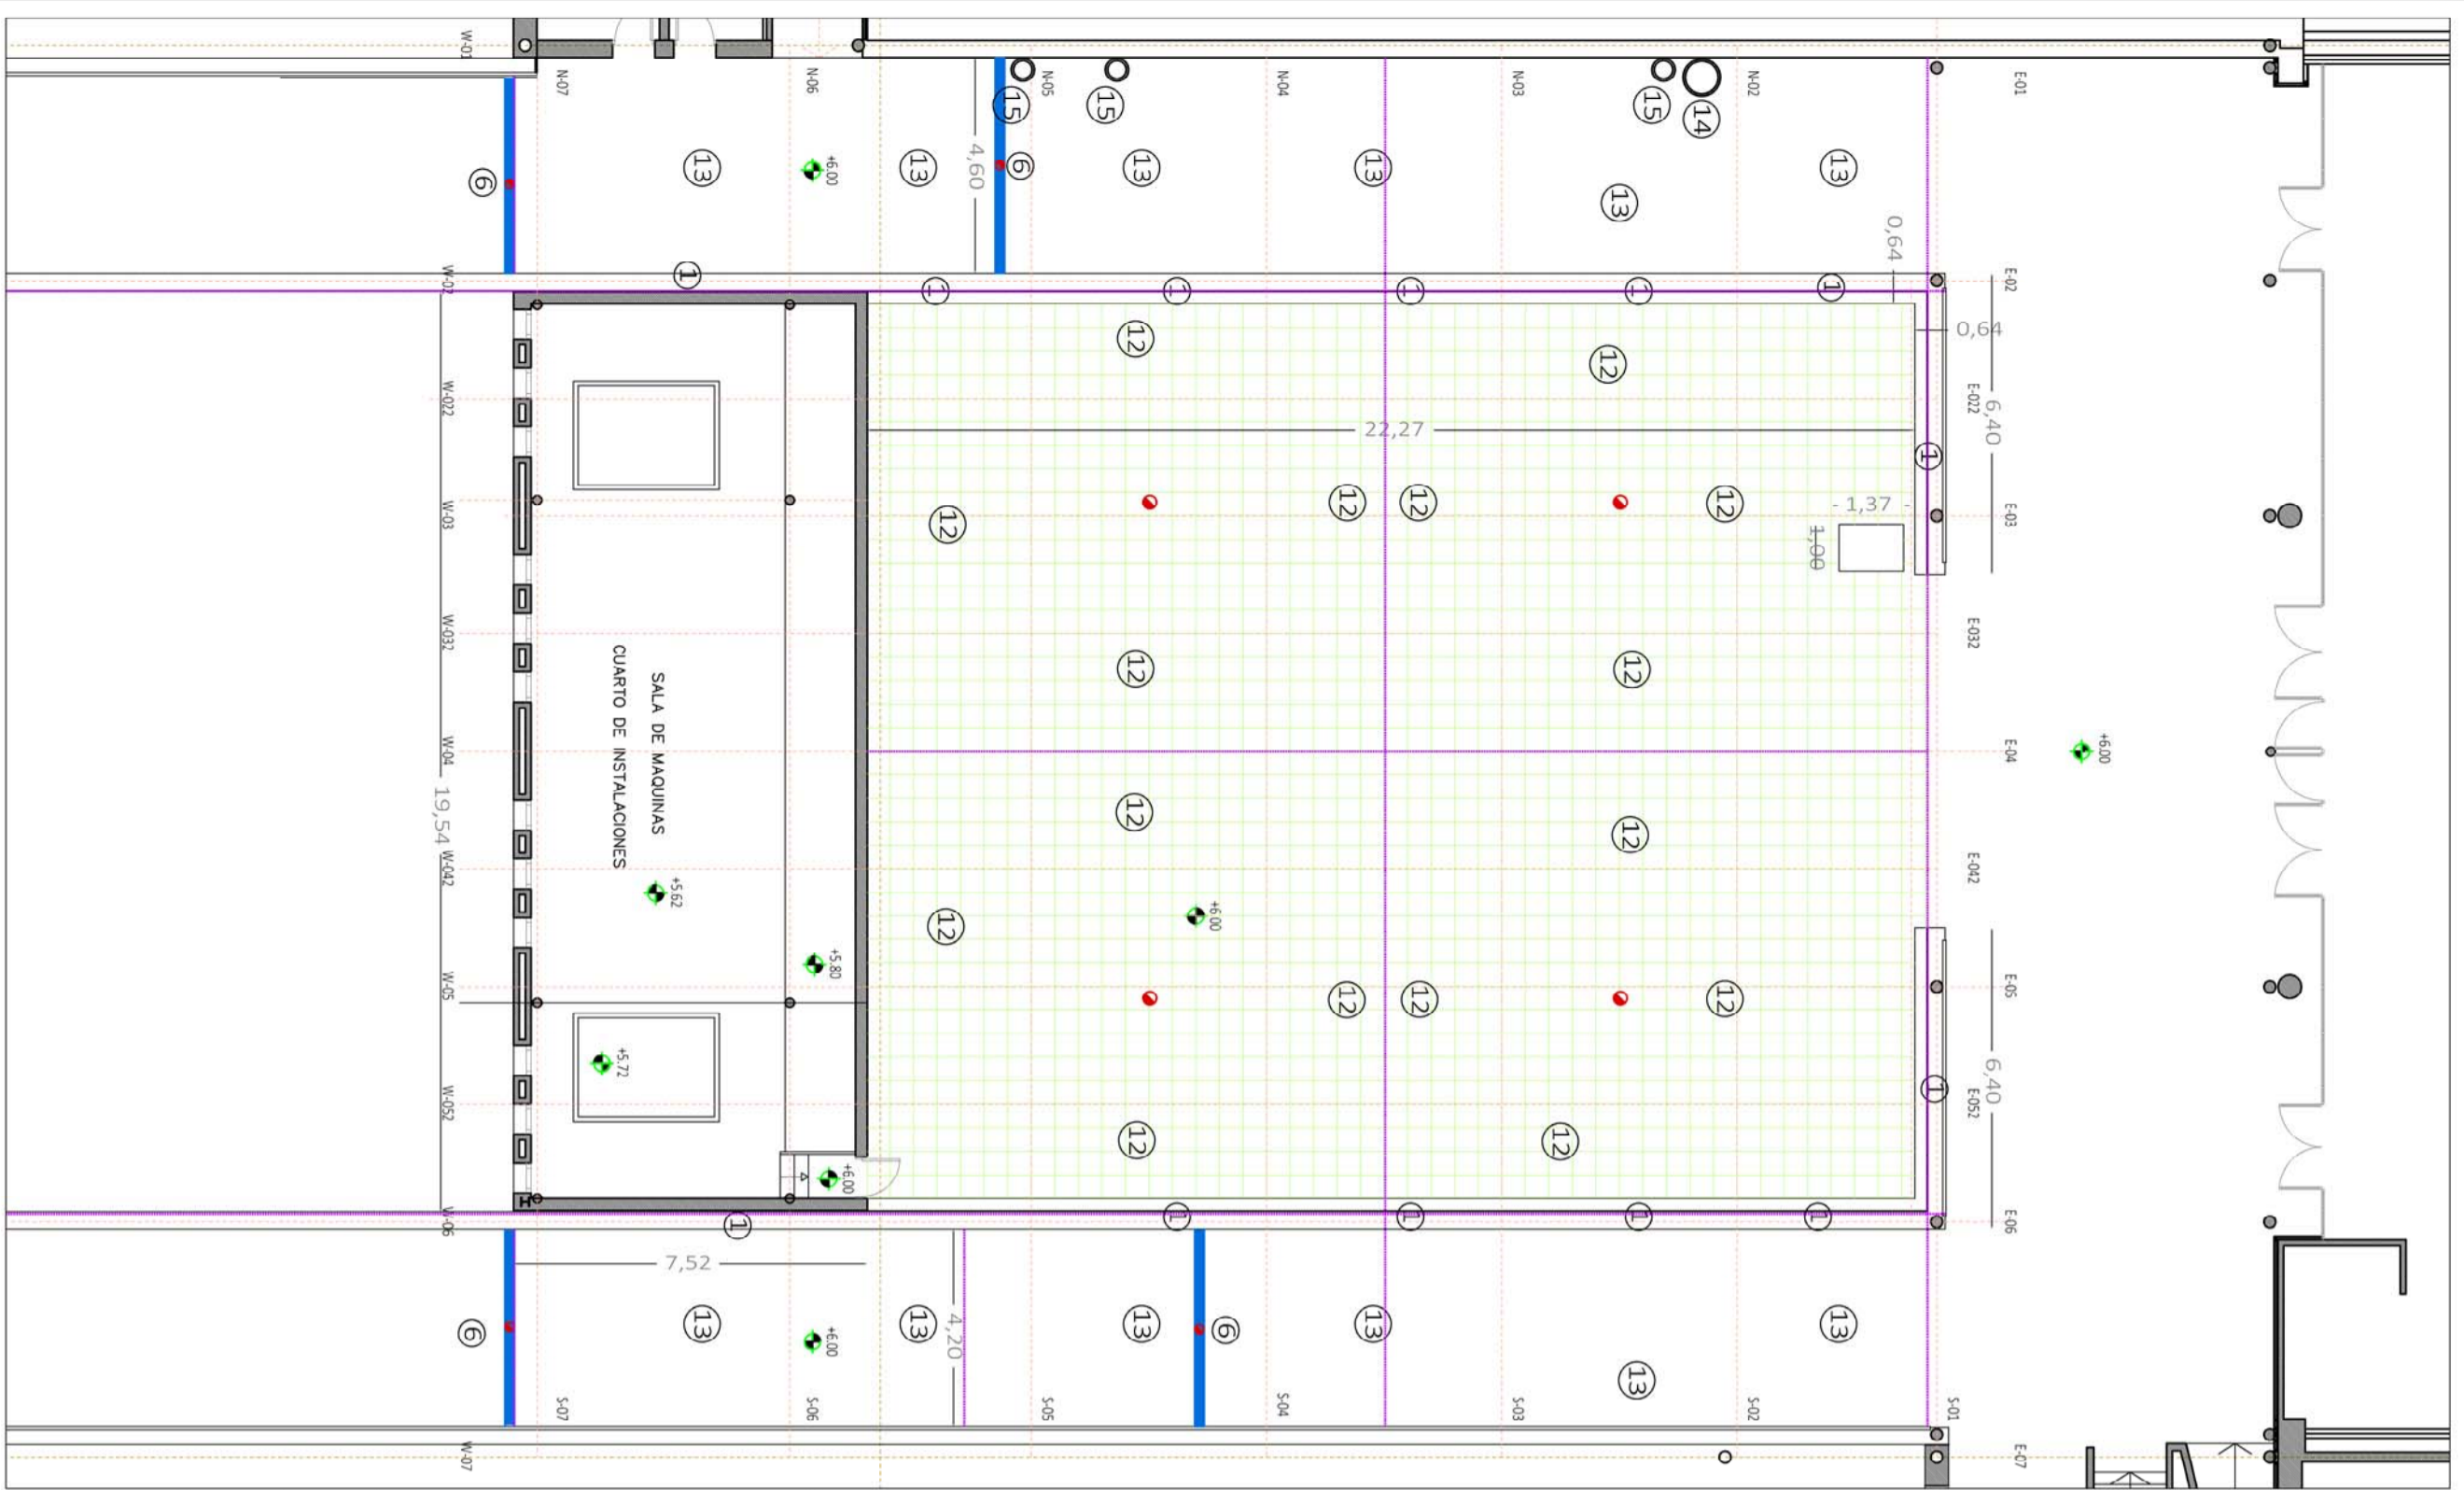 W-01
N-07
N-06
N-05
N-04
N-03
N-02
E-01
15
15
15
14
6
13
+6.00
13
4,60
6
13
13
13
13
0,64
W-02
1
1
1
1
1
1
E-02
12
12
0,64
W-022
E-022
6,40
22,27
1
W-03
12
12
12
12
12
1,37
1,00
E-03
W-032
E-032
SALA DE MAQUINAS
CUARTO DE INSTALACIONES
12
12
W-04
E-04
+6.00
19,54
12
12
W-042
E-042
+5.62
12
+6.00
+5.80
W-05
12
12
12
E-05
+5.72
W-052
1
E-052
6,40
12
12
+6.00
W-06
1
1
1
1
1
E-06
7,52
6
13
+6.00
13
4,20
13
6
13
13
13
S-07
S-06
S-05
S-04
S-03
S-02
S-01
W-07
E-07